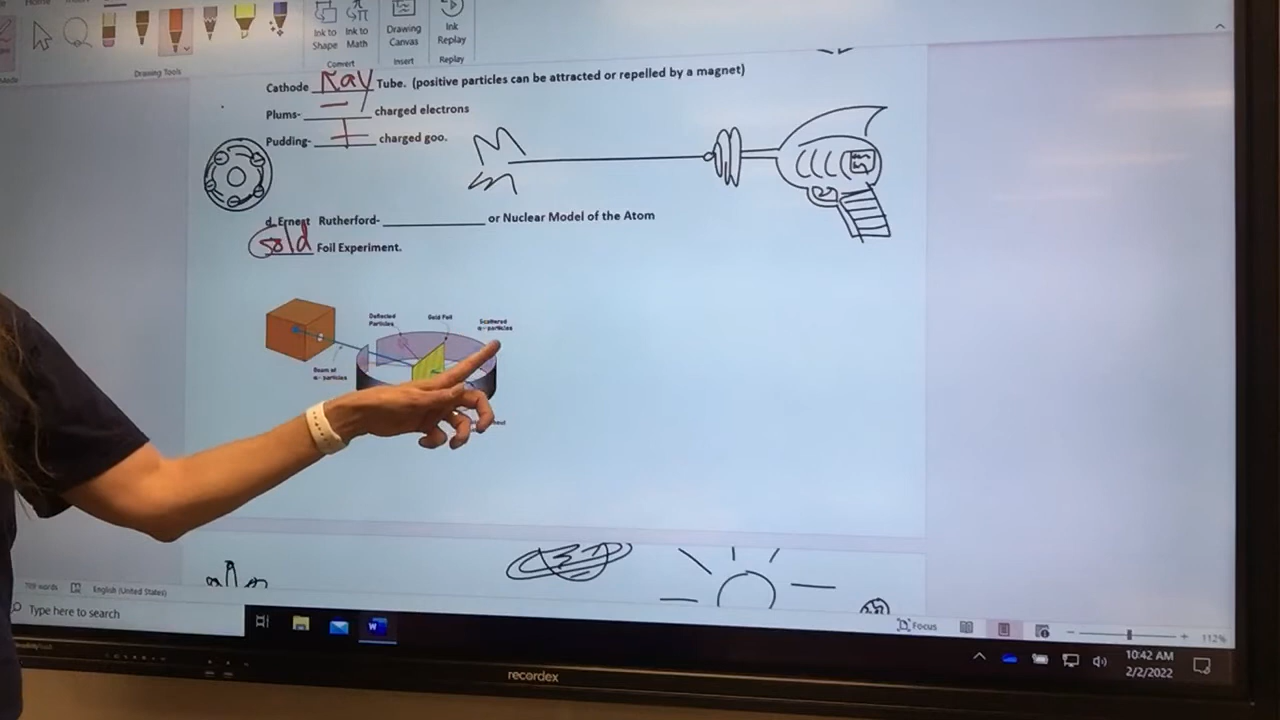 Ink to Shape
Ink to Math
Drawing Canvas
Ink Replay
Drawing Tools
Convert
Insert
Replay
Cathode Ray Tube. (positive particles can be attracted or repelled by a magnet)
Plums- - charged electrons
Pudding- + charged goo.
d. Ernest Rutherford- ____________ or Nuclear Model of the Atom
Gold Foil Experiment.
Deflected Particles
Gold Foil
Scattered α- particles
Beam of α- particles
words
English (United States)
Focus
112%
Type here to search
10:42 AM
2/2/2022
recordex